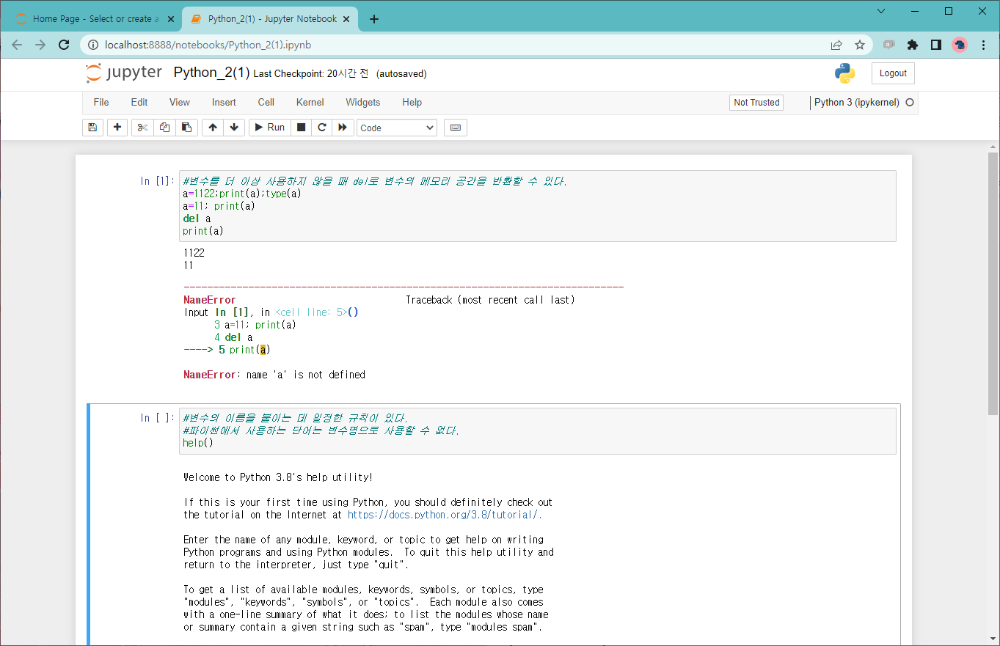 Home Page - Select or create a
Python_2(1) - Jupyter Notebook
localhost:8888/notebooks/Python_2(1).ipynb
jupyter Python_2(1) Last Checkpoint: 20시간 전 (autosaved)
Logout
File Edit View Insert Cell Kernel Widgets Help
Not Trusted
Python 3 (ipykernel)
Run
Code
In [1]: #변수를 더 이상 사용하지 않을 때 del로 변수의 메모리 공간을 반환할 수 있다.
a=1122;print(a);type(a)
a=11; print(a)
del a
print(a)
1122
11
---------------------------------------------------------------------------
NameError Traceback (most recent call last)
Input In [1], in <cell line: 5>()
3 a=11; print(a)
4 del a
----> 5 print(a)
NameError: name 'a' is not defined
In [ ]: #변수의 이름을 붙이는 데 일정한 규칙이 있다.
#파이썬에서 사용하는 단어는 변수명으로 사용할 수 없다.
help()
Welcome to Python 3.8's help utility!
If this is your first time using Python, you should definitely check out
the tutorial on the Internet at https://docs.python.org/3.8/tutorial/.
Enter the name of any module, keyword, or topic to get help on writing
Python programs and using Python modules.  To quit this help utility and
return to the interpreter, just type "quit".
To get a list of available modules, keywords, symbols, or topics, type
"modules", "keywords", "symbols", or "topics".  Each module also comes
with a one-line summary of what it does; to list the modules whose name
or summary contain a given string such as "spam", type "modules spam".